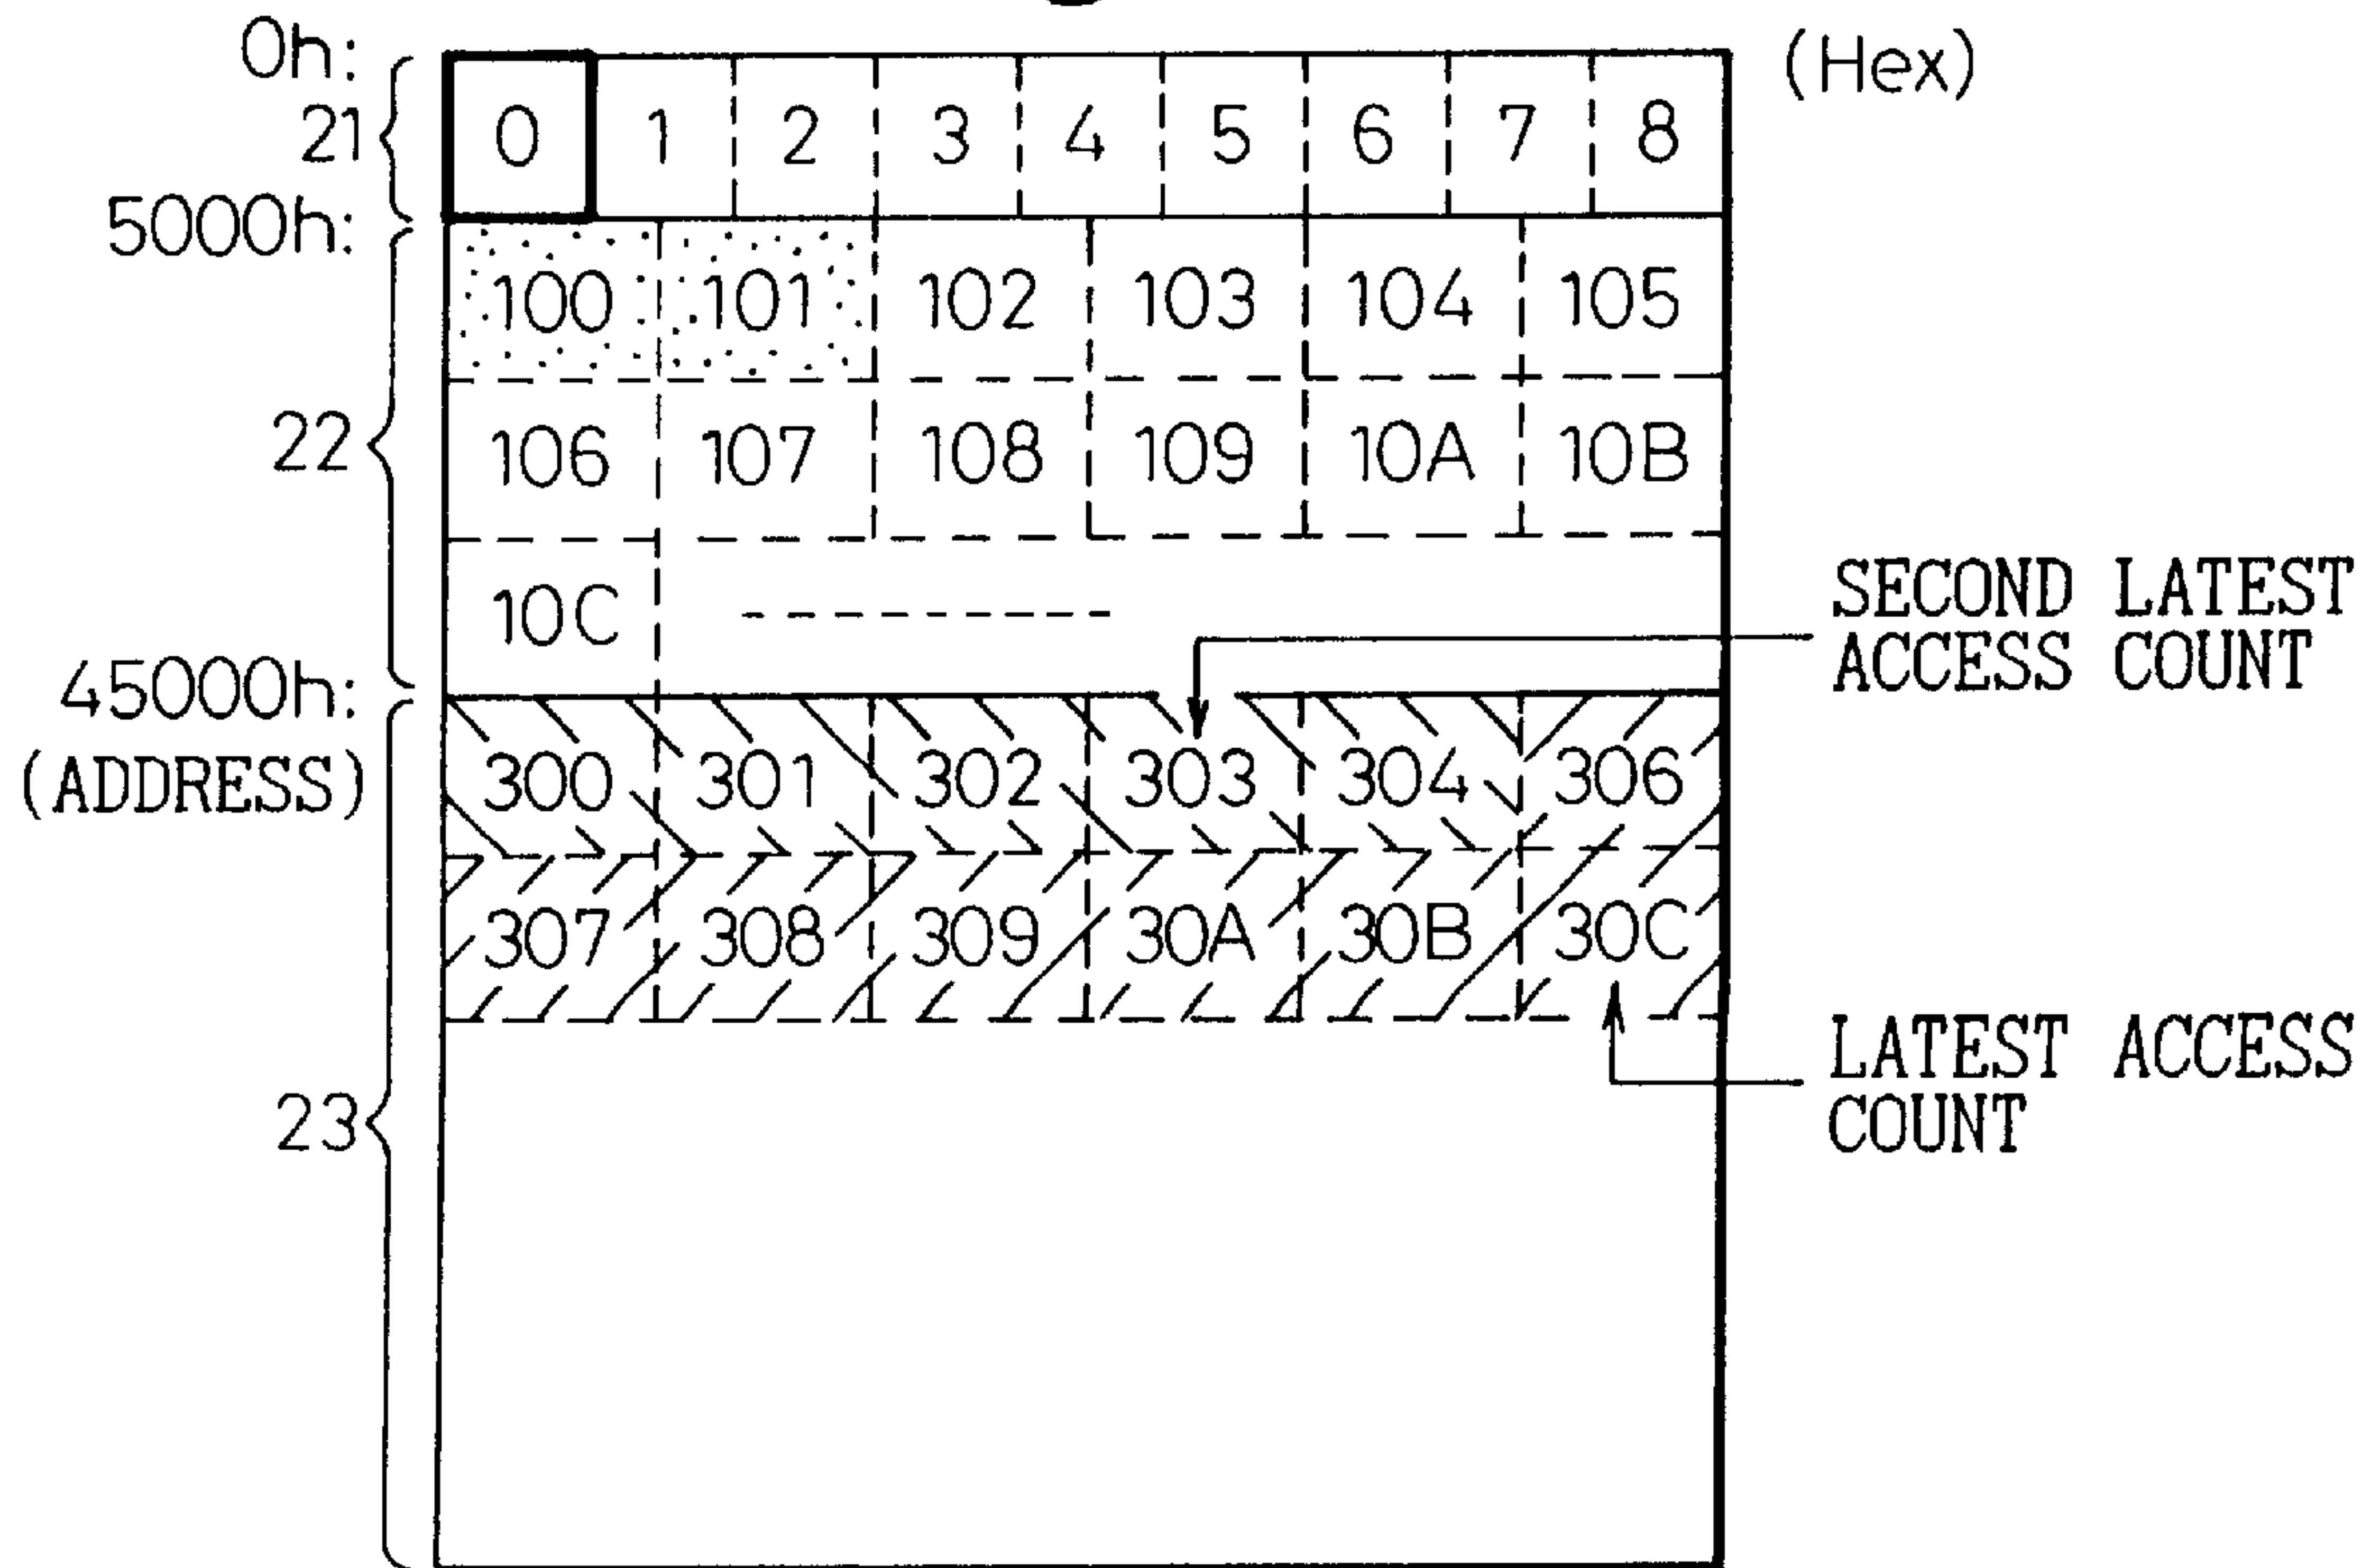 0h:
(Hex)
21
0 1 2 3 4 5 6 7 8
5000h:
100 101 102 103 104 105
22
106 107 108 109 10A 10B
10C
SECOND LATEST
ACCESS COUNT
45000h:
(ADDRESS)
300 301 302 303 304 306
307 308 309 30A 30B 30C
LATEST ACCESS
COUNT
23